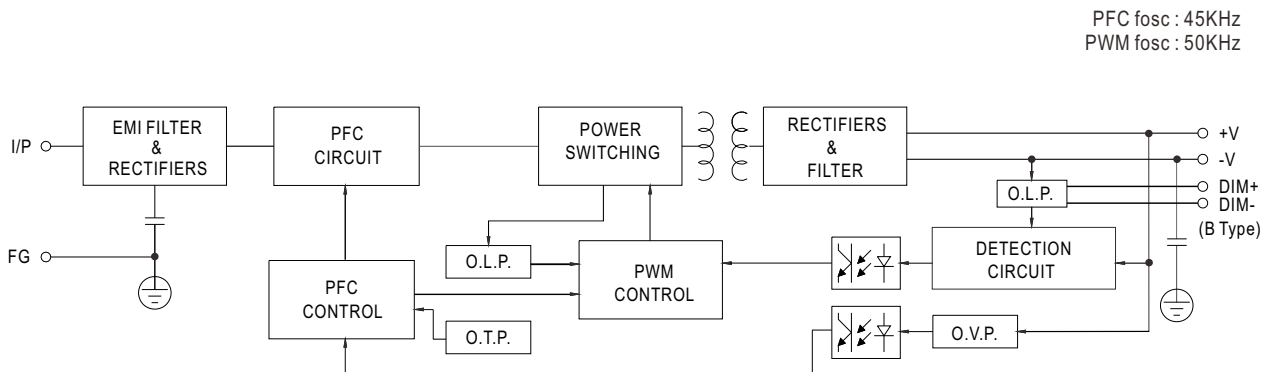 PFC fosc : 45KHz
PWM fosc : 50KHz
I/P
EMI FILTER
&
RECTIFIERS
PFC
CIRCUIT
POWER
SWITCHING
RECTIFIERS
&
FILTER
+V
-V
DIM+
DIM-
(B Type)
O.L.P.
FG
O.L.P.
PWM
CONTROL
DETECTION
CIRCUIT
PFC
CONTROL
O.T.P.
O.V.P.